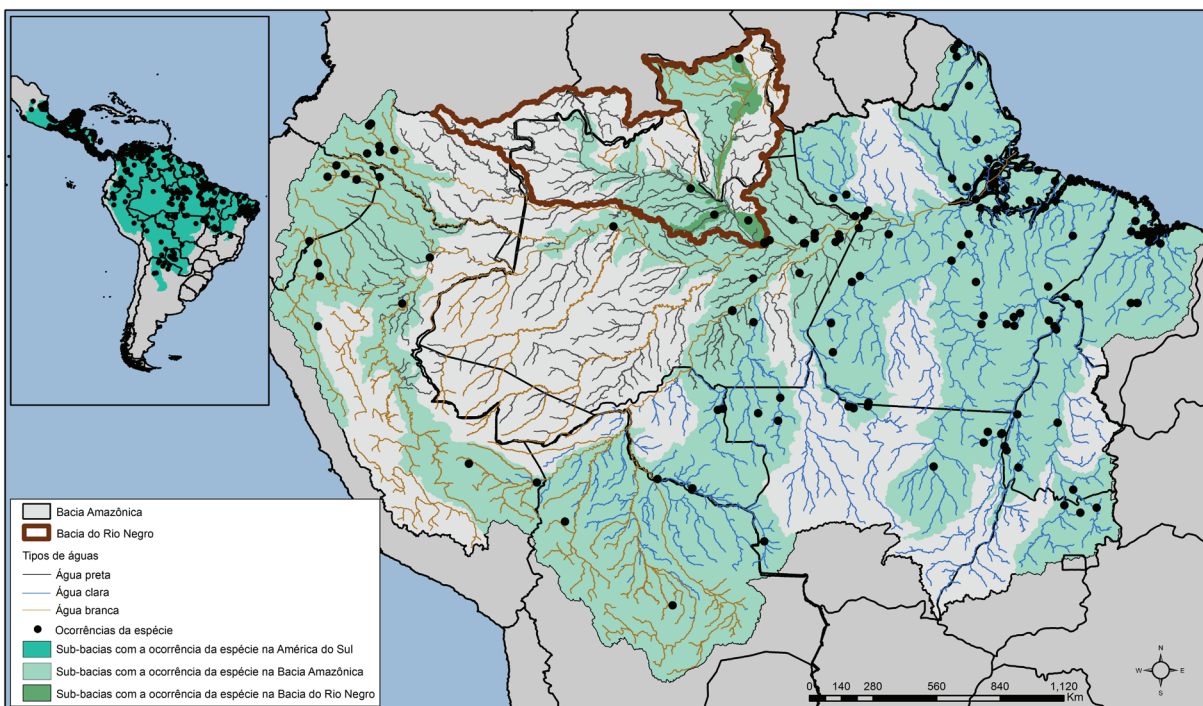 Bacia Amazônica
Bacia do Rio Negro
Tipos de águas
Água preta
Água clara
Água branca
Ocorrências da espécie
Sub-bacias com a ocorrência da espécie na América do Sul
Sub-bacias com a ocorrência da espécie na Bacia Amazônica
Sub-bacias com a ocorrência da espécie na Bacia do Rio Negro
0 140 280 560 840 1,120
Km
N
W E
S